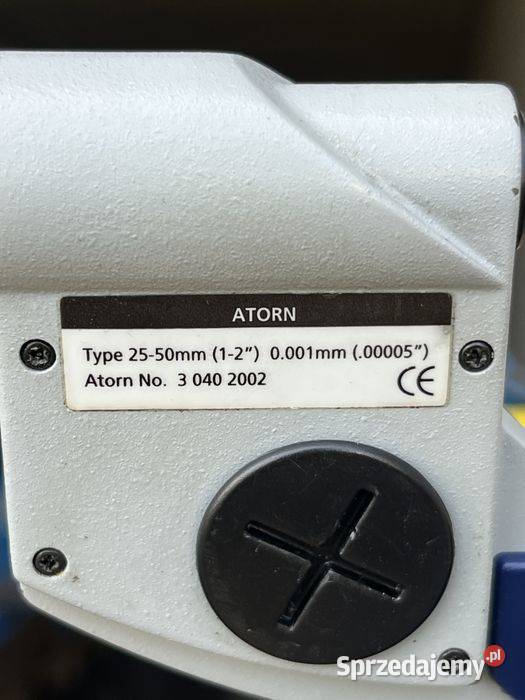 ATORN
Type 25-50mm (1-2”) 0.001mm (.00005”)
Atorn No. 3 040 2002
CE
Sprzedajemy.pl